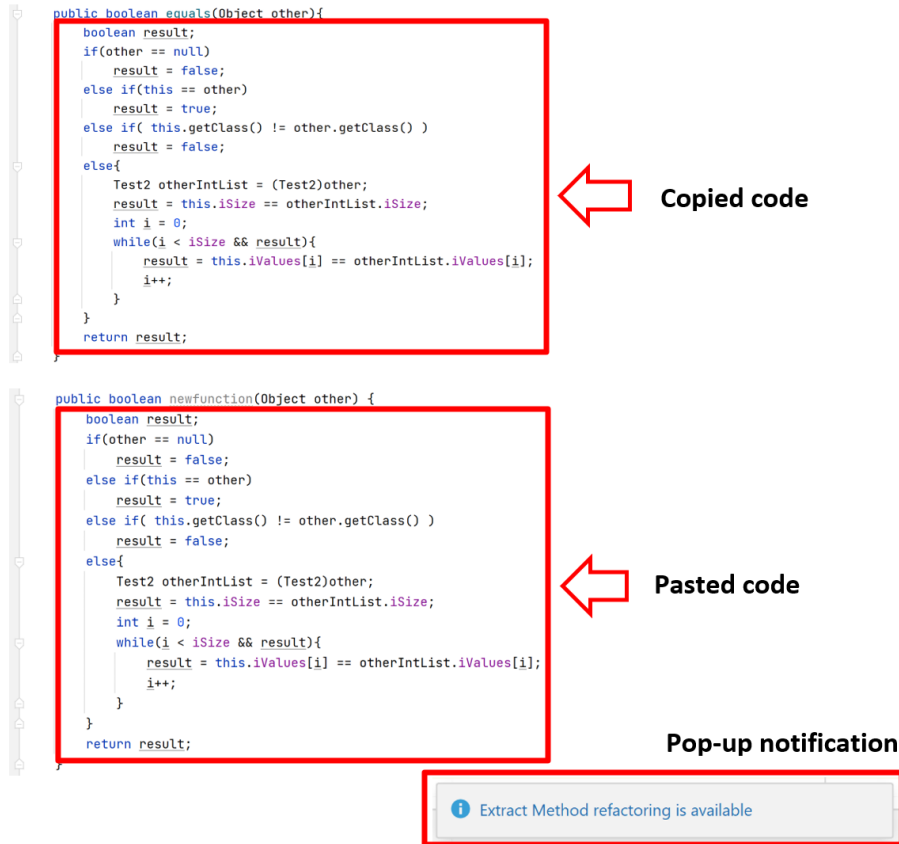 public boolean equals(Object other){
boolean result;
if(other == null)
result = false;
else if(this == other)
result = true;
else if( this.getClass() != other.getClass() )
result = false;
else{
Test2 otherIntList = (Test2)other;
result = this.iSize == otherIntList.iSize;
int i = 0;
while(i < iSize && result){
result = this.iValues[i] == otherIntList.iValues[i];
i++;
}
}
return result;
}
Copied code
public boolean newfunction(Object other) {
boolean result;
if(other == null)
result = false;
else if(this == other)
result = true;
else if( this.getClass() != other.getClass() )
result = false;
else{
Test2 otherIntList = (Test2)other;
result = this.iSize == otherIntList.iSize;
int i = 0;
while(i < iSize && result){
result = this.iValues[i] == otherIntList.iValues[i];
i++;
}
}
return result;
}
Pasted code
Pop-up notification
Extract Method refactoring is available